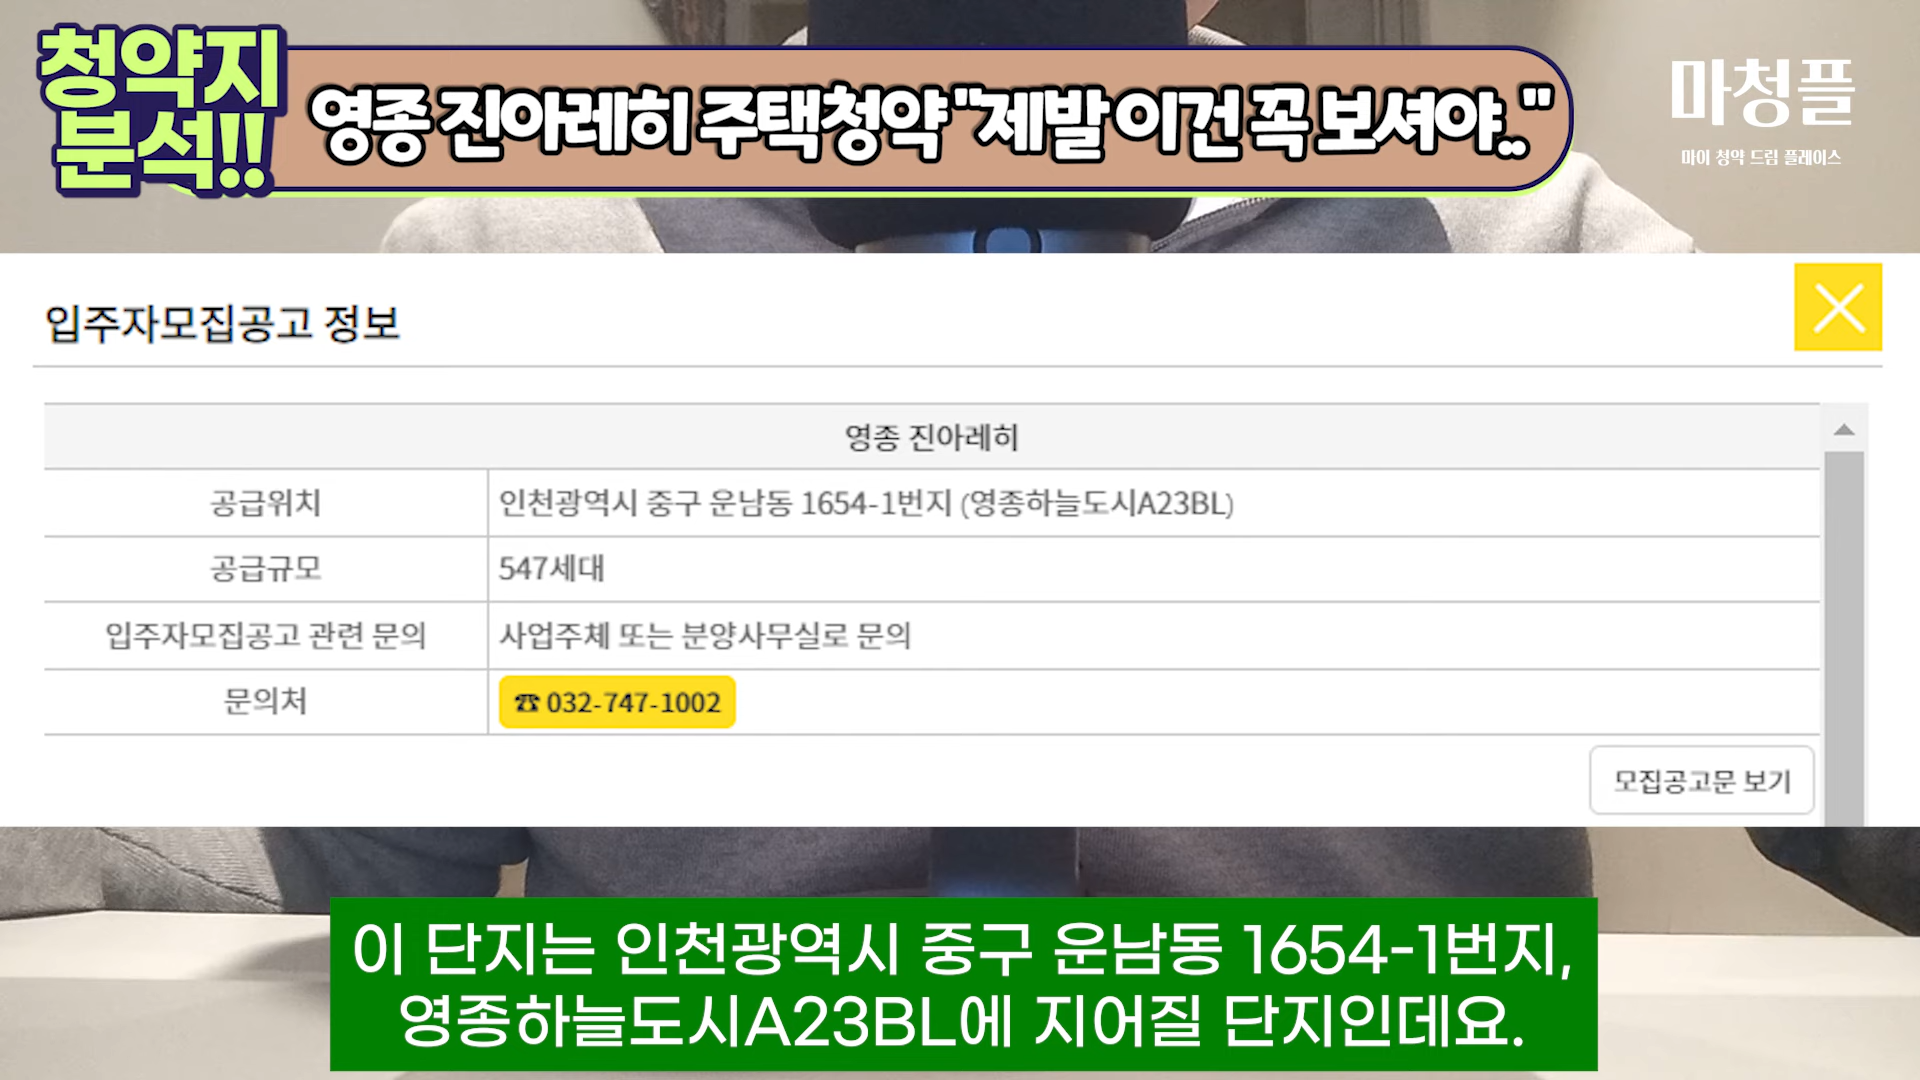 청약지
분석!!
영종 진아레히 주택청약 "제발 이건 꼭 보셔야.."
마청플
마이 청약 드림 플레이스
입주자모집공고 정보
영종 진아레히
공급위치
인천광역시 중구 운남동 1654-1번지 (영종하늘도시A23BL)
공급규모
547세대
입주자모집공고 관련 문의
사업주체 또는 분양사무실로 문의
문의처
☎ 032-747-1002
모집공고문 보기
이 단지는 인천광역시 중구 운남동 1654-1번지,
영종하늘도시A23BL에 지어질 단지인데요.